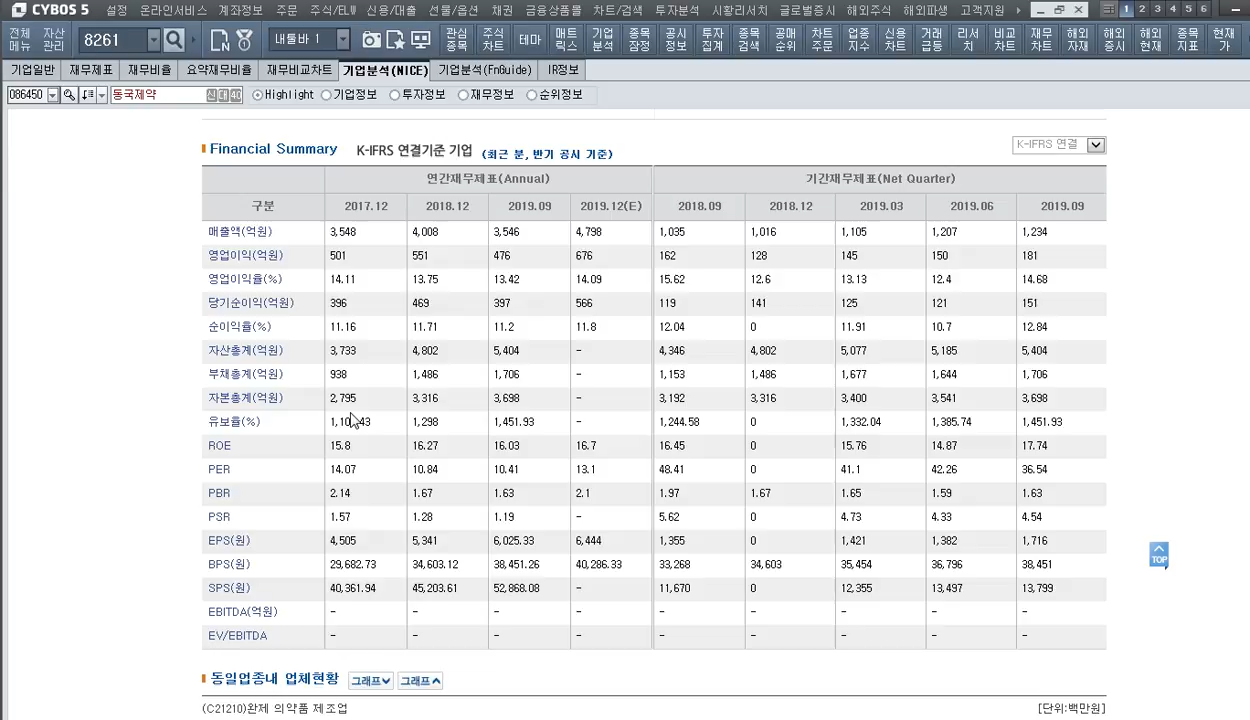 CYBOS 5 설정 온라인서비스 계좌정보 주문 주식/ELW 신용/대출 선물/옵션 채권 금융상품몰 차트/검색 투자분석 시황리서치 글로벌증시 해외주식 해외파생 고객지원 1 2 3 4 5 6
전체메뉴 자산관리 8261 내툴바 1 관심종목 주식차트 테마 매트릭스 기업분석 종목잠정 공시정보 투자집계 종목검색 공매순위 차트주문 업종지수 신용차트 거래급등 리서치 비교차트 재무차트 해외자재 해외증시 해외현재 종목지표 현재가
기업일반 재무제표 재무비율 요약재무비율 재무비교차트 기업분석(NICE) 기업분석(FnGuide) IR정보
086450 동국제약 Highlight 기업정보 투자정보 재무정보 순위정보
Financial Summary K-IFRS 연결기준 기업 (최근 분,반기 공시 기준) K-IFRS 연결
연간재무제표(Annual) 기간재무제표(Net Quarter)
구분 2017.12 2018.12 2019.09 2019.12(E) 2018.09 2018.12 2019.03 2019.06 2019.09
매출액(억원) 3,548 4,008 3,546 4,798 1,035 1,016 1,105 1,207 1,234
영업이익(억원) 501 551 476 676 162 128 145 150 181
영업이익율(%) 14.11 13.75 13.42 14.09 15.62 12.6 13.13 12.4 14.68
당기순이익(억원) 396 469 397 566 119 141 125 121 151
순이익율(%) 11.16 11.71 11.2 11.8 12.04 0 11.91 10.7 12.84
자산총계(억원) 3,733 4,802 5,404 - 4,346 4,802 5,077 5,185 5,404
부채총계(억원) 938 1,486 1,706 - 1,153 1,486 1,677 1,644 1,706
자본총계(억원) 2,795 3,316 3,698 - 3,192 3,316 3,400 3,541 3,698
유보율(%) 1,298 1,451.93 - 1,244.58 0 1,332.04 1,385.74 1,451.93
ROE 15.8 16.27 16.03 16.7 16.45 0 15.76 14.87 17.74
PER 14.07 10.84 10.41 13.1 48.41 0 41.1 42.26 36.54
PBR 2.14 1.67 1.63 2.1 1.97 1.67 1.65 1.59 1.63
PSR 1.57 1.28 1.19 - 5.62 0 4.73 4.33 4.54
EPS(원) 4,505 5,341 6,025.33 6,444 1,355 0 1,421 1,382 1,716
BPS(원) 29,682.73 34,603.12 38,451.26 40,286.33 33,268 34,603 35,454 36,796 38,451
SPS(원) 40,361.94 45,203.61 52,868.08 - 11,670 0 12,355 13,497 13,799
EBITDA(억원) - - - - - - - - -
EV/EBITDA - - - - - - - - -
TOP
동일업종내 업체현황 그래프 그래프
(C21210)완제 의약품 제조업 [단위:백만원]